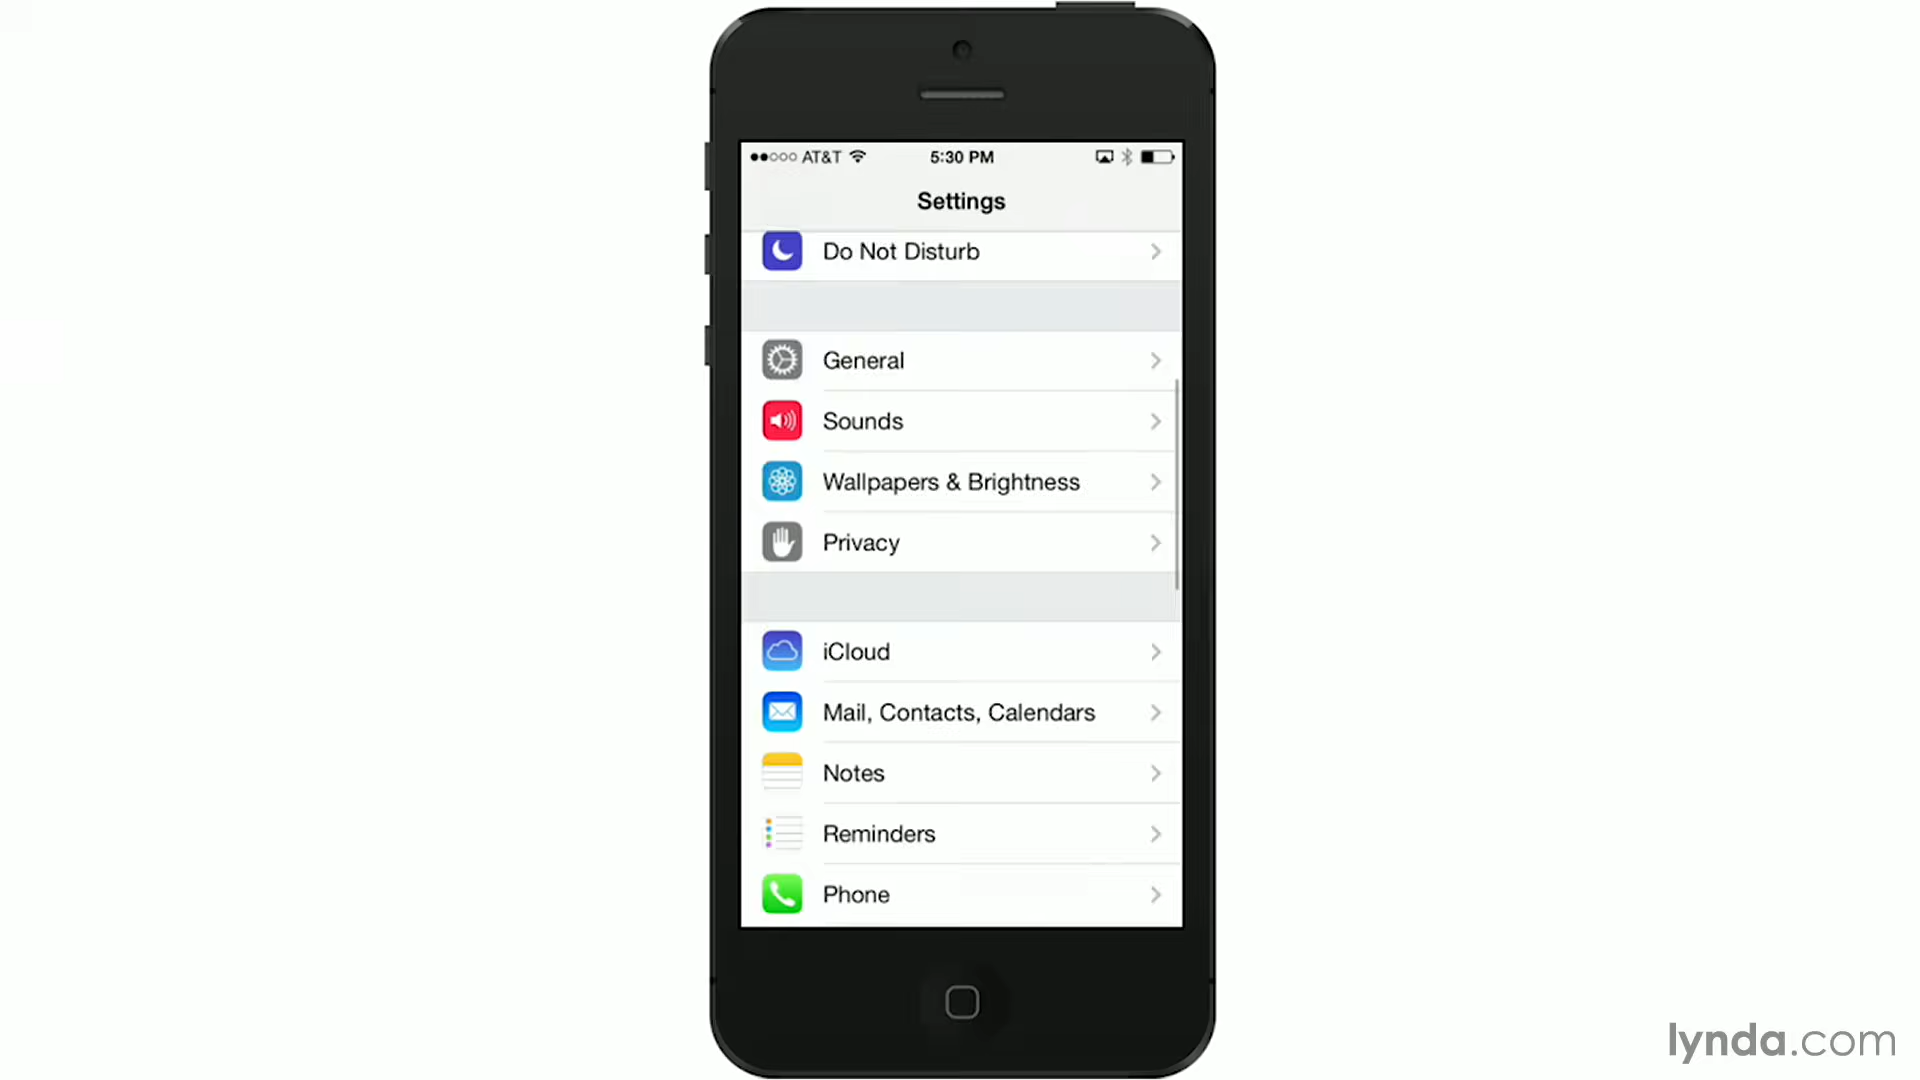 AT&T 5:30 PM
Settings
Do Not Disturb
General
Sounds
Wallpapers & Brightness
Privacy
iCloud
Mail, Contacts, Calendars
Notes
Reminders
Phone
lynda.com